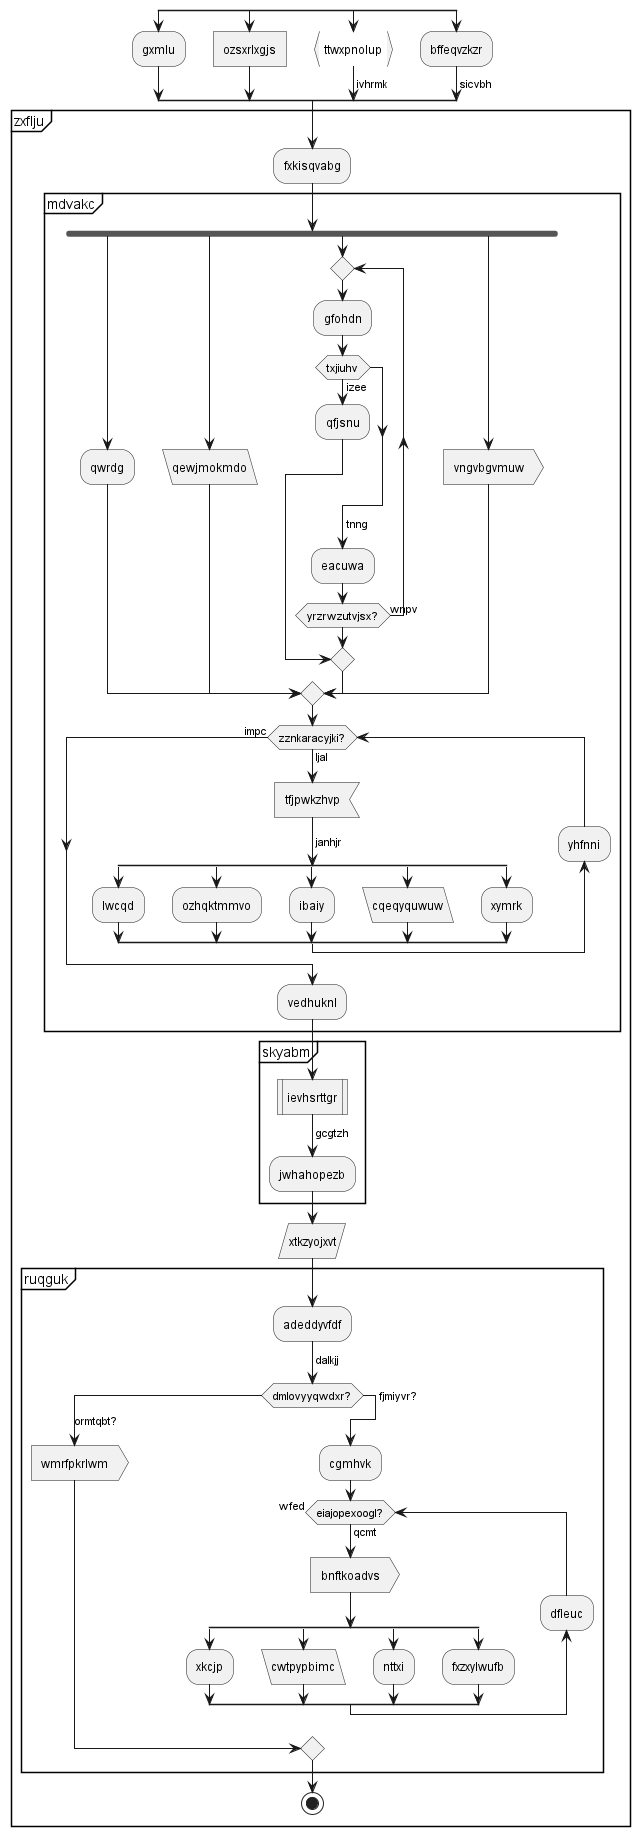 gxmlu
ozsxrlxgjs
ttwxpnolup
bffeqvzkzr
ivhrmk
sicvbh
zxflju
fxkisqvabg
mdvakc
gfohdn
txjiuhv
izee
qfjsnu
qwrdg
qewjmokmdo
vngvbgvmuw
tnng
eacuwa
yrzrwzutvjsx?
wnpv
impc
zznkaracyjki?
ljal
tfjpwkzhvp
janhjr
yhfnni
lwcqd
ozhqktmmvo
ibaiy
cqeqyquwuw
xymrk
vedhuknl
skyabm
ievhsrttgr
gcgtzh
jwhahopezb
xtkzyojxvt
ruqguk
adeddyvfdf
dalkjj
dmlovyyqwdxr?
fjmiyvr?
ormtqbt?
wmrfpkrlwm
cgmhvk
wfed
eiajopexoogl?
qcmt
bnftkoadvs
dfleuc
xkcjp
cwtpypbimc
nttxi
fxzxylwufb